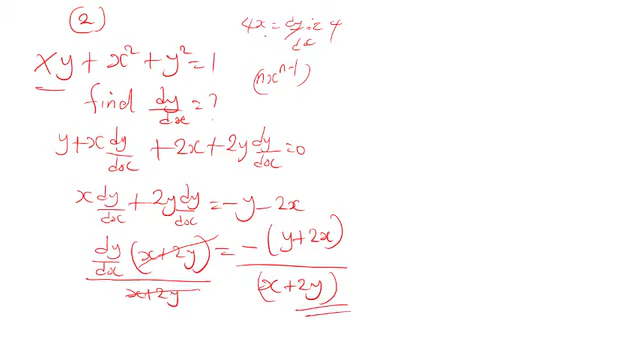 (2)
xy + x² + y² = 1
find dy/dx = ?
y + x dy/dx + 2x + 2y dy/dx = 0
x dy/dx + 2y dy/dx = -y - 2x
dy/dx (x + 2y) / x + 2y = -(y + 2x) / (x + 2y)
4x = dy/dx = 4
(nx^n-1)